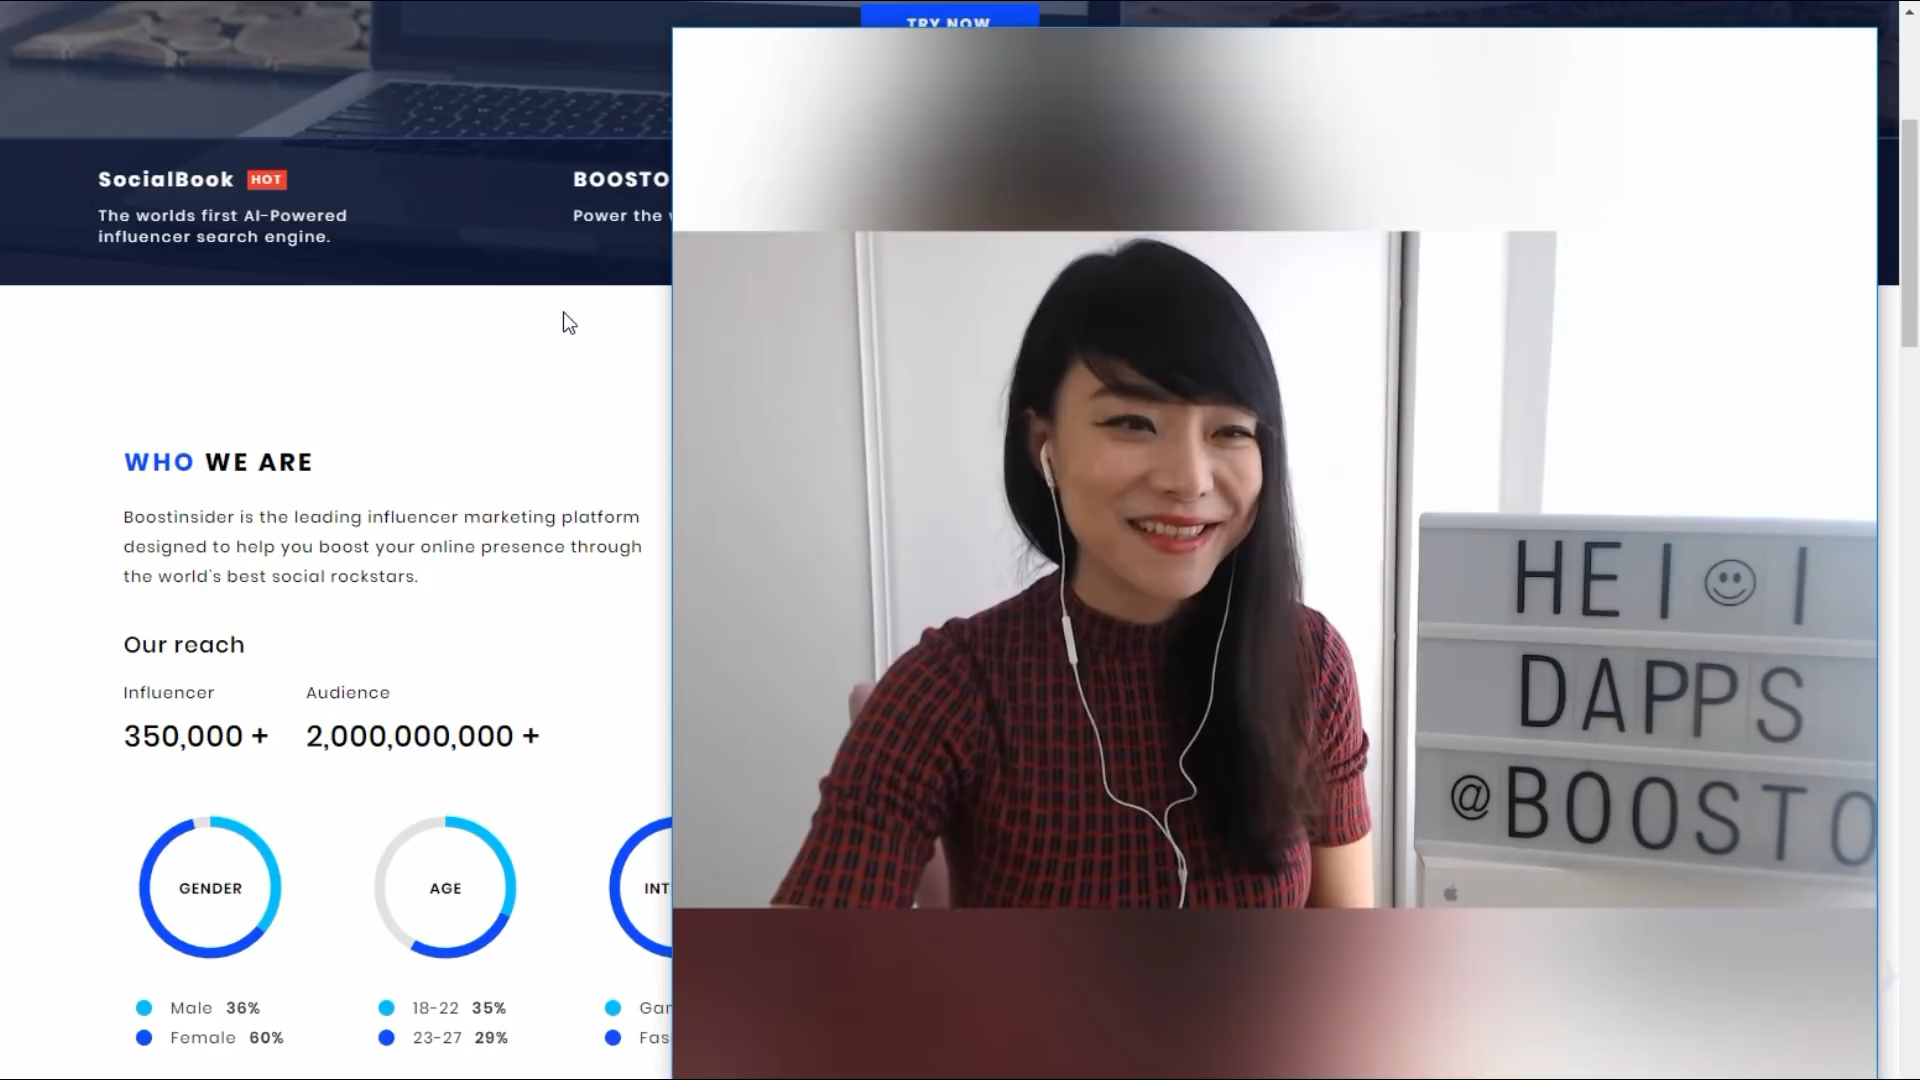 TRY NOW
SocialBook HOT
The worlds first AI-Powered
influencer search engine.
BOOSTO
Power the
WHO WE ARE
Boostinsider is the leading influencer marketing platform
designed to help you boost your online presence through
the world's best social rockstars.
Our reach
Influencer Audience
350,000 + 2,000,000,000 +
GENDER
AGE
INT
Male 36%
Female 60%
18-22 35%
23-27 29%
Gar
Fas
HEI☺I
DAPPS
@BOOSTO